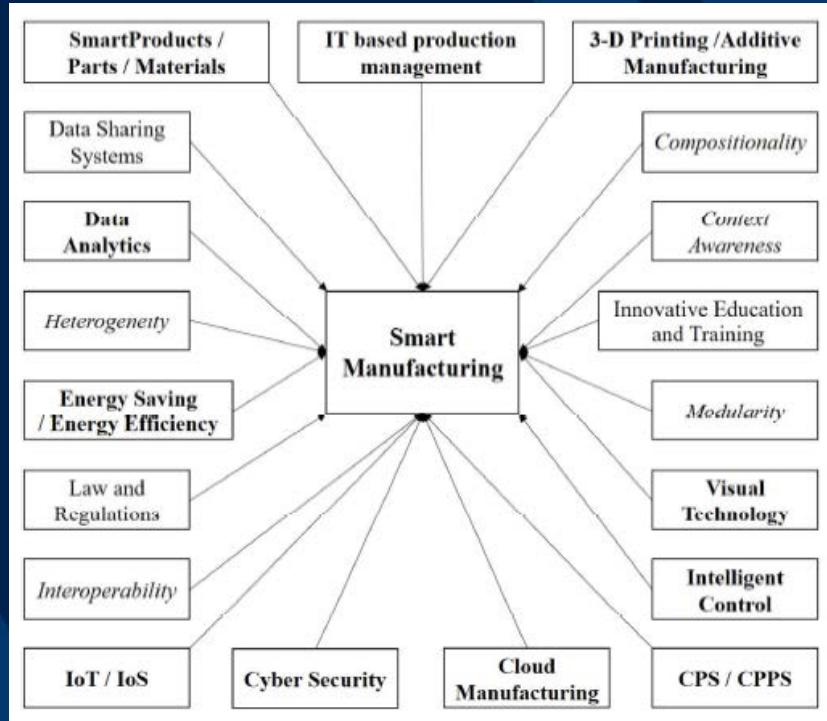 SmartProducts /
Parts / Materials
IT based production
management
3-D Printing /Additive
Manufacturing
Data Sharing
Systems
Compositionality
Data
Analytics
Context
Awareness
Heterogeneity
Innovative Education
and Training
Smart
Manufacturing
Energy Saving
/ Energy Efficiency
Modularity
Law and
Regulations
Visual
Technology
Interoperability
Intelligent
Control
IoT / IoS
Cyber Security
Cloud
Manufacturing
CPS / CPPS